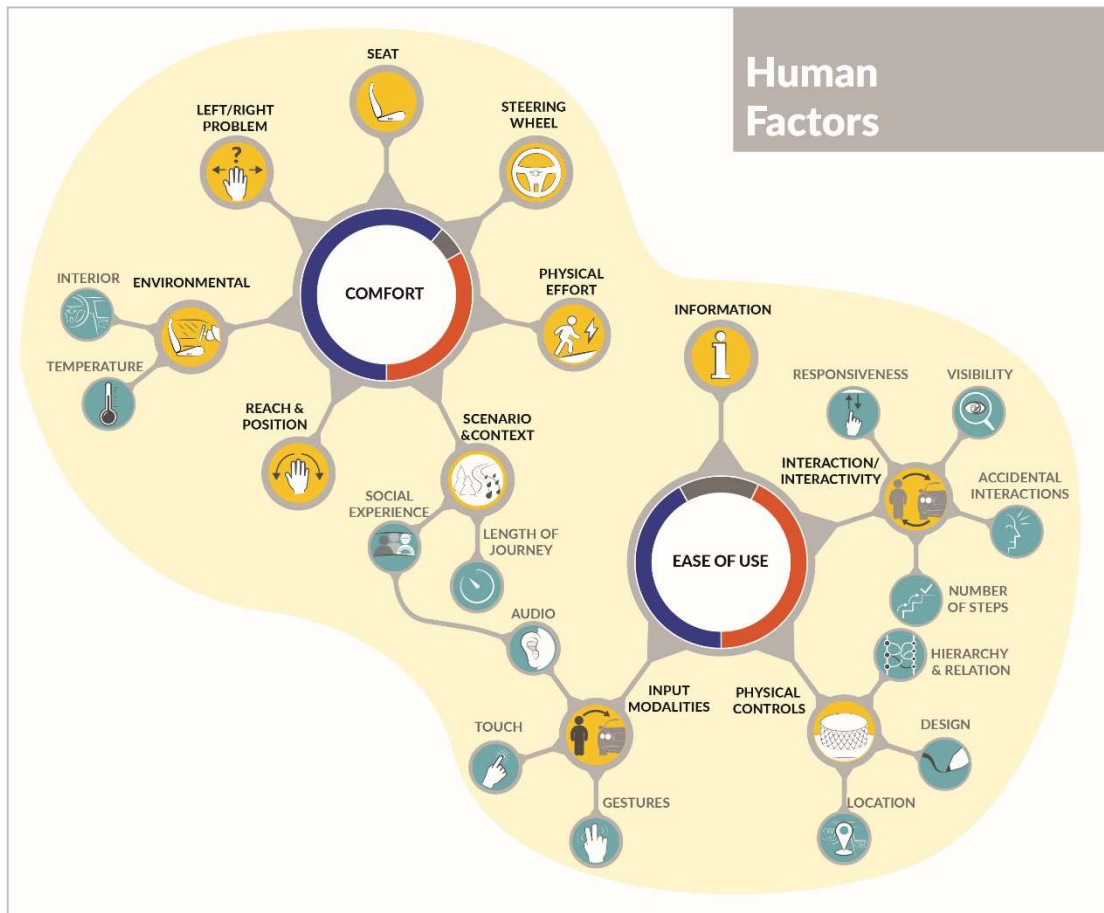 Human
Factors
SEAT
LEFT/RIGHT
PROBLEM
?
STEERING
WHEEL
INTERIOR
ENVIRONMENTAL
COMFORT
PHYSICAL
EFFORT
TEMPERATURE
REACH &
POSITION
SCENARIO
&CONTEXT
SOCIAL
EXPERIENCE
LENGTH OF
JOURNEY
INFORMATION
i
RESPONSIVENESS
VISIBILITY
INTERACTION/
INTERACTIVITY
ACCIDENTAL
INTERACTIONS
EASE OF USE
NUMBER
OF STEPS
AUDIO
HIERARCHY
& RELATION
INPUT
MODALITIES
PHYSICAL
CONTROLS
TOUCH
DESIGN
GESTURES
LOCATION